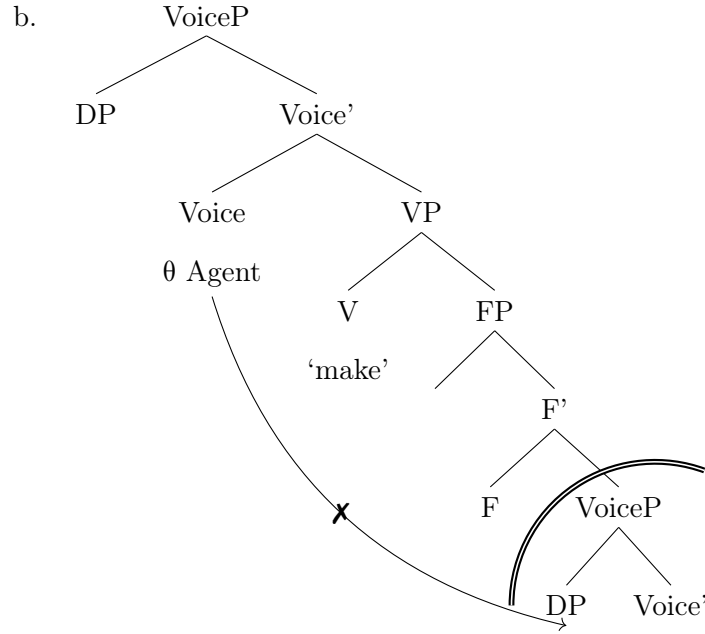 b.
VoiceP
DP Voice'
Voice VP
θ Agent
V FP
‘make’
F'
F VoiceP
✗
DP Voice'